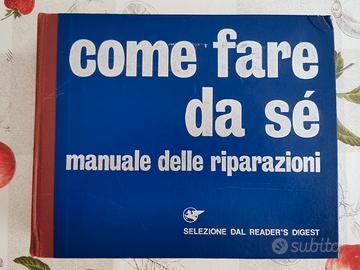 come fare
da sé
manuale delle riparazioni
SELEZIONE DAL READER'S DIGEST
subito